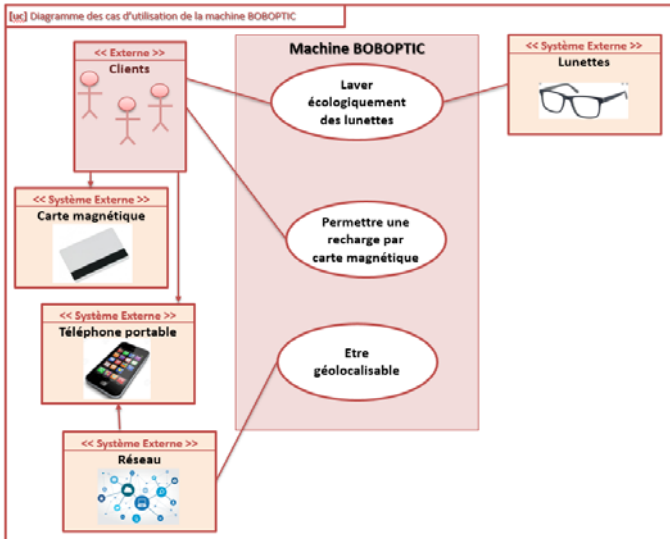 [uc] Diagramme des cas d'utilisation de la machine BOBOPTIC
<< Externe >>
Clients
Machine BOBOPTIC
<< Système Externe >>
Lunettes
Laver
écologiquement
des lunettes
<< Système Externe >>
Carte magnétique
Permettre une
recharge par
carte magnétique
<< Système Externe >>
Téléphone portable
Etre
géolocalisable
<< Système Externe >>
Réseau